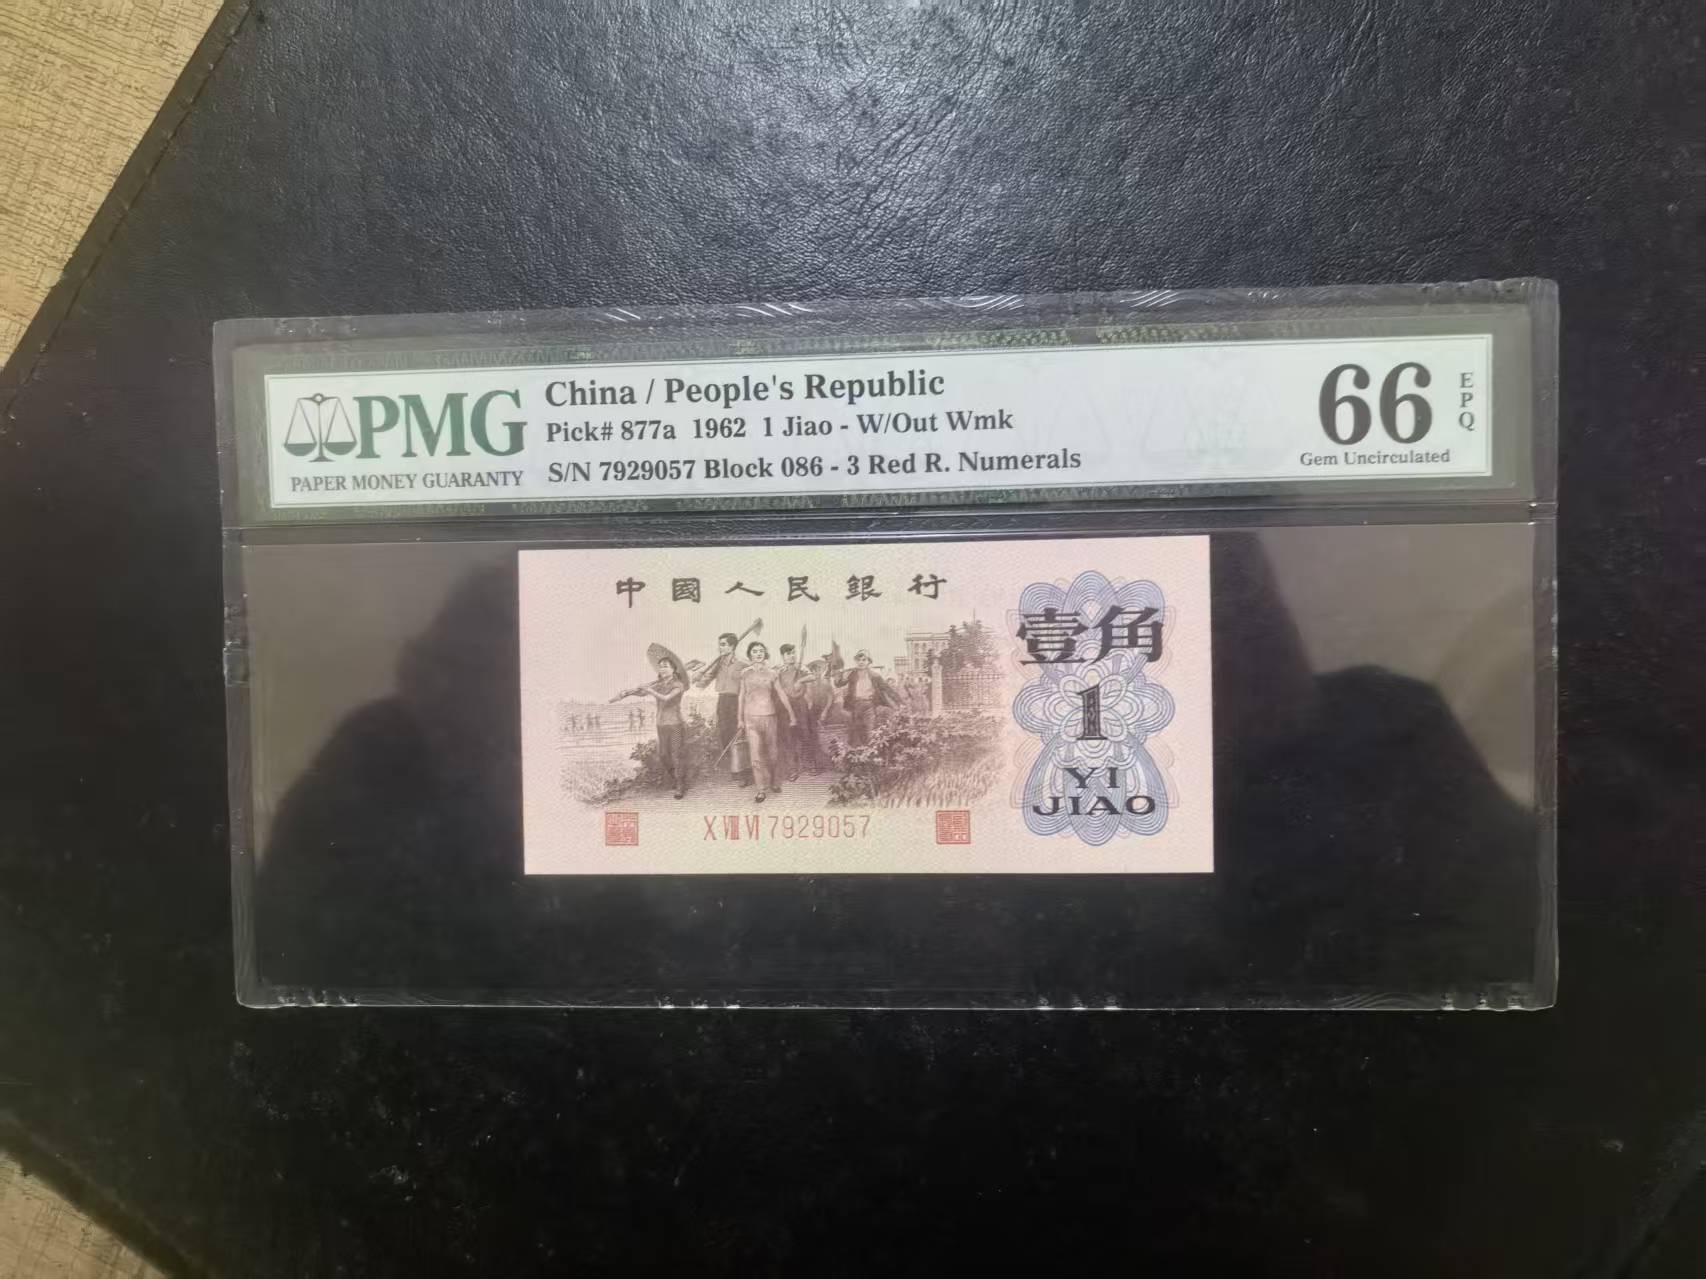 PMG
PAPER MONEY GUARANTY
China / People's Republic
Pick# 877a 1962 1 Jiao - W/Out Wmk
S/N 7929057 Block 086 - 3 Red R. Numerals
66
EPQ
Gem Uncirculated
中國人民銀行
壹角
1
YI
JIAO
X VIII VI 7929057